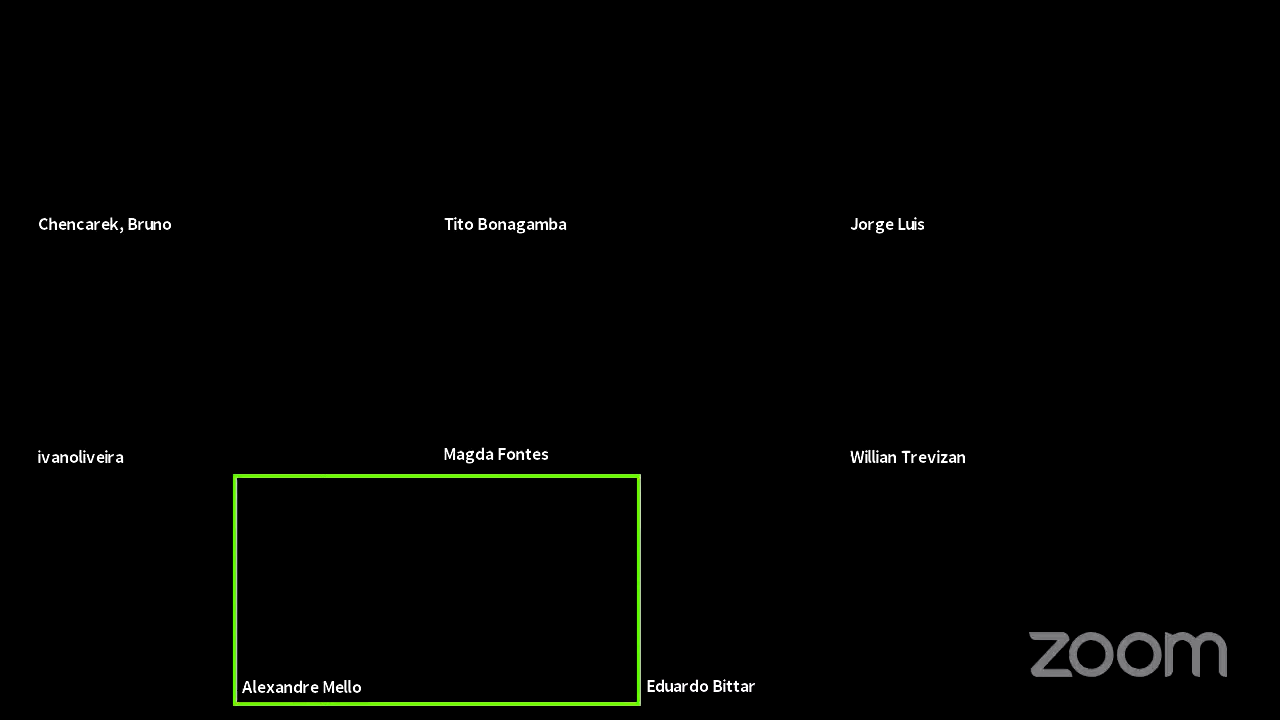 Chencarek, Bruno
Tito Bonagamba
Jorge Luis
ivanoliveira
Magda Fontes
Willian Trevizan
Alexandre Mello
Eduardo Bittar
zoom